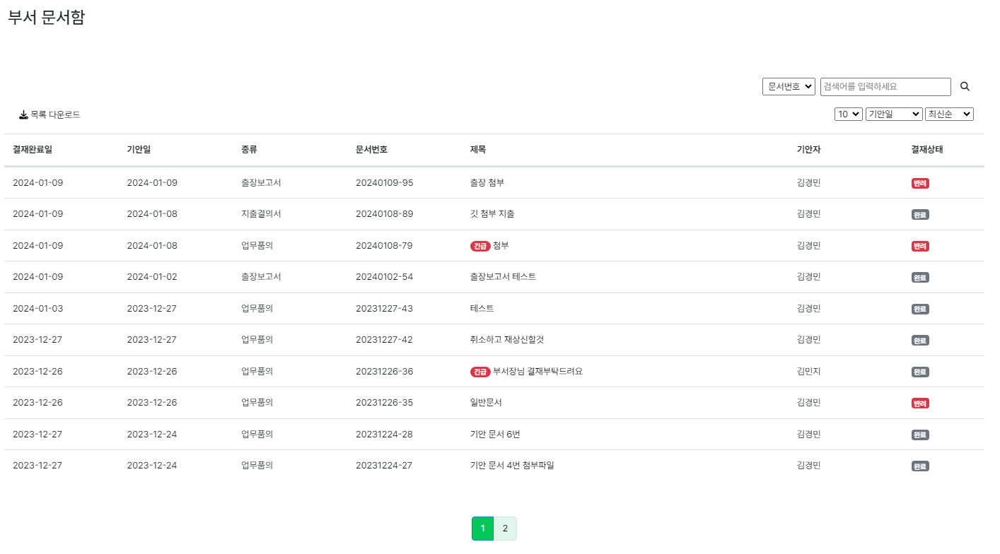 부서 문서함
문서번호 검색어를 입력하세요
목록 다운로드 10 기안일 최신순
결재완료일 기안일 종류 문서번호 제목 기안자 결재상태
2024-01-09 2024-01-09 출장보고서 20240109-95 출장 첨부 김경민 반려
2024-01-09 2024-01-08 지출결의서 20240108-89 깃 첨부 지출 김경민 완료
2024-01-09 2024-01-08 업무품의 20240108-79 긴급 첨부 김경민 반려
2024-01-09 2024-01-02 출장보고서 20240102-54 출장보고서 테스트 김경민 완료
2024-01-03 2023-12-27 업무품의 20231227-43 테스트 김경민 완료
2023-12-27 2023-12-27 업무품의 20231227-42 취소하고 재상신할것 김경민 완료
2023-12-26 2023-12-26 업무품의 20231226-36 긴급 부서장님 결재부탁드려요 김민지 완료
2023-12-26 2023-12-26 업무품의 20231226-35 일반문서 김경민 반려
2023-12-27 2023-12-24 업무품의 20231224-28 기안 문서 6번 김경민 완료
2023-12-27 2023-12-24 업무품의 20231224-27 기안 문서 4번 첨부파일 김경민 완료
1 2